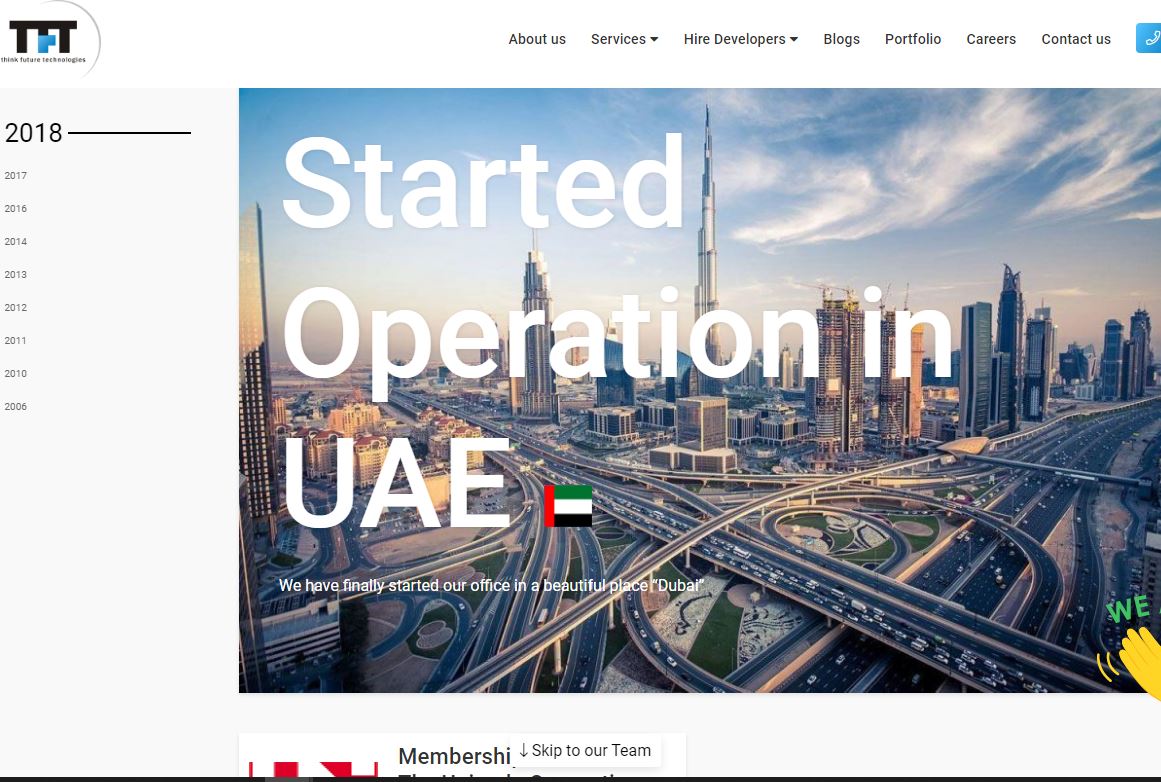 TFT
think future technologies
About us
Services
Hire Developers
Blogs
Portfolio
Careers
Contact us
2018
2017
2016
2014
2013
2012
2011
2010
2006
Started
Operation in
UAE
We have finally started our office in a beautiful place “Dubai”
WE
↓ Skip to our Team